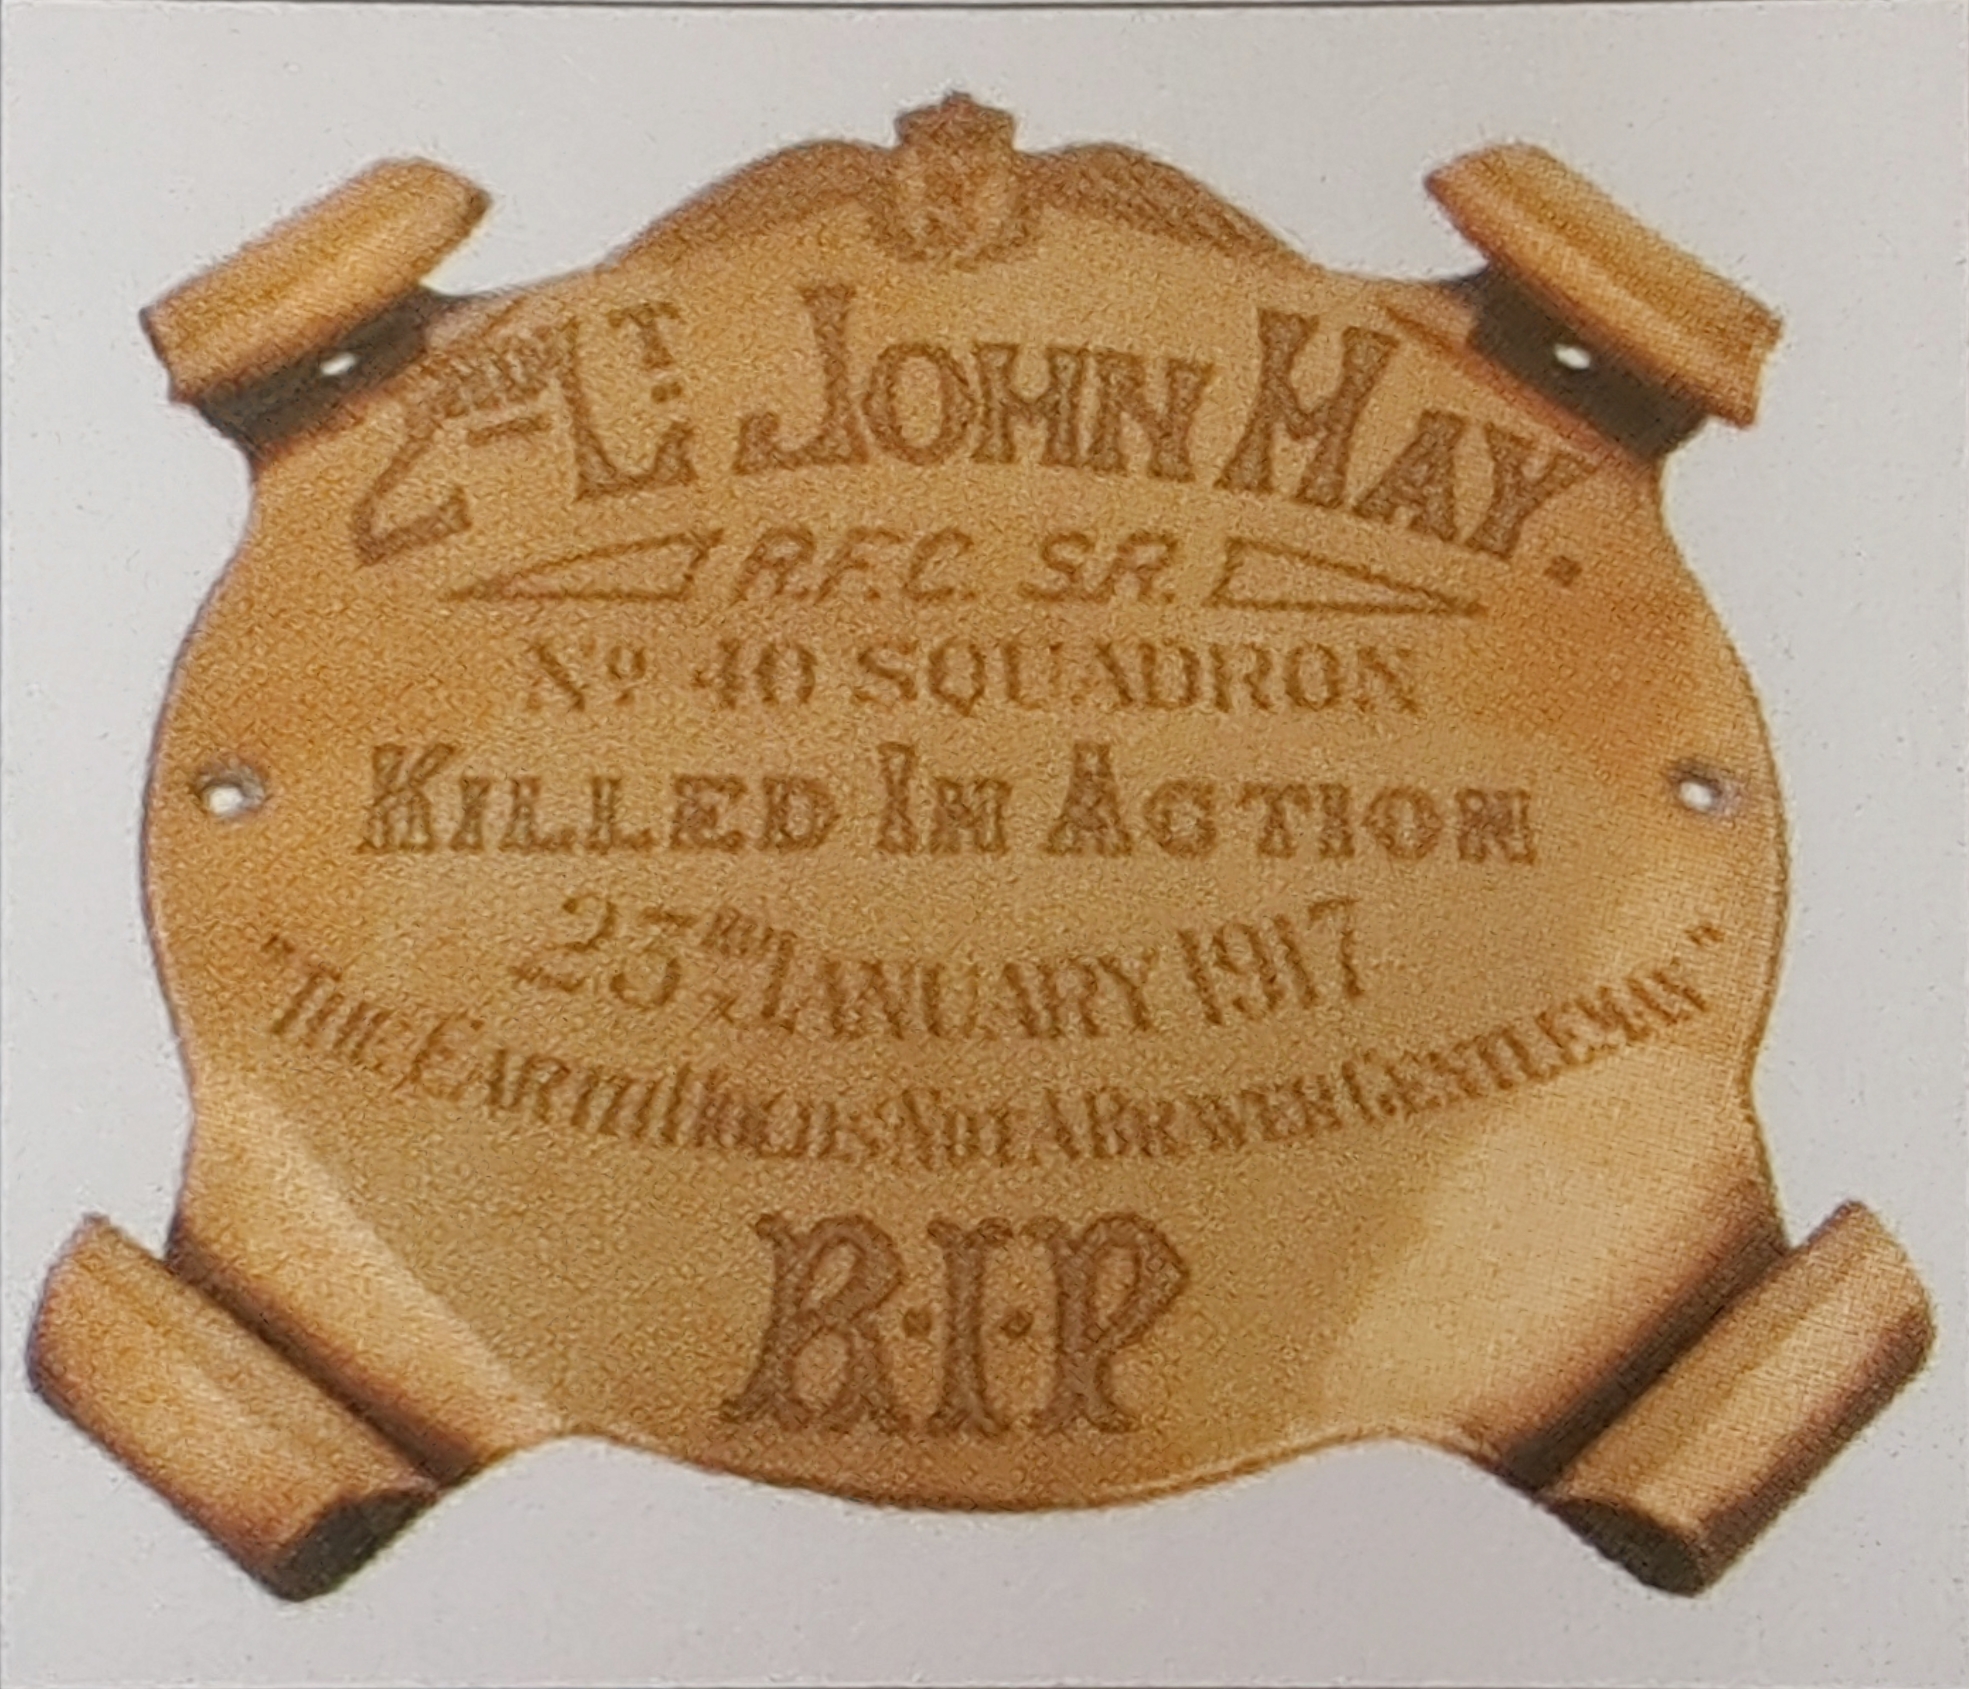 2ND LT. JOHN MAY.
R.F.C. S.R.
No 40 SQUADRON
KILLED IN ACTION
23RD JANUARY 1917
"THE EARTH HOLDS NOT A BRAVER GENTLEMAN"
R·I·P